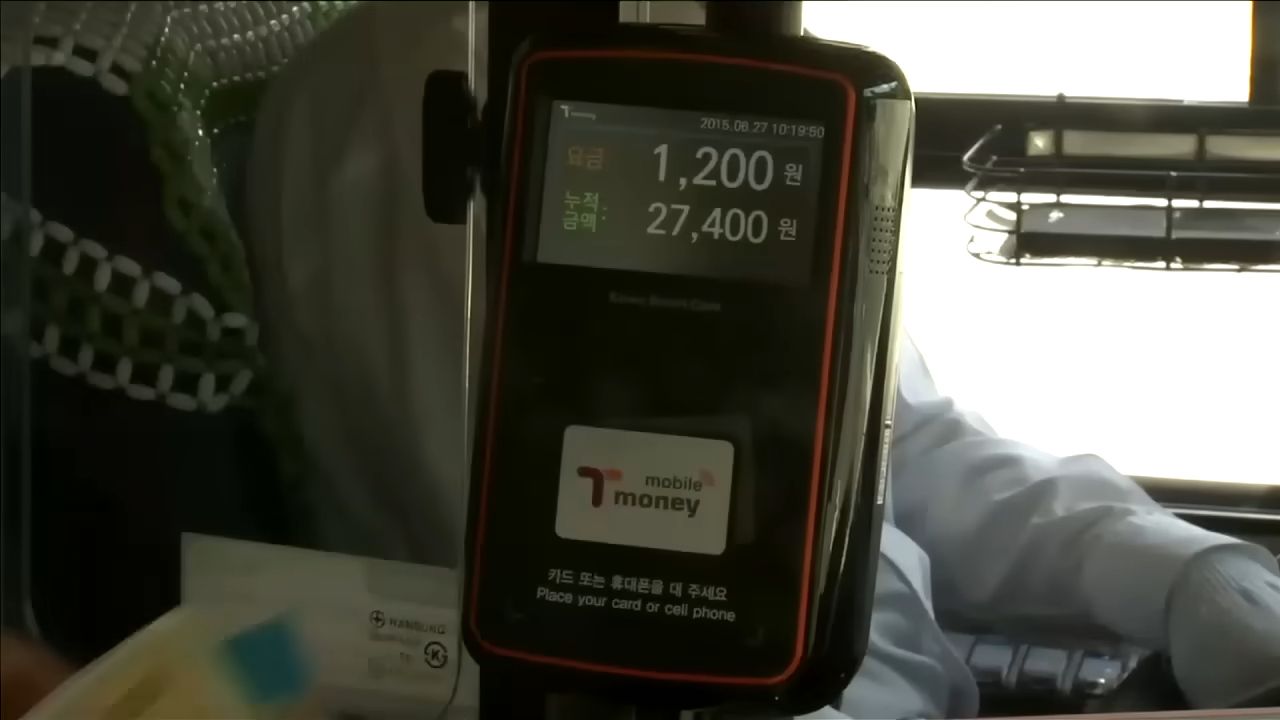 2015.06.27 10:19:50
요금: 1,200 원
누적 금액: 27,400 원
mobile
T money
카드 또는 휴대폰을 대 주세요
Place your card or cell phone
HANSUNG